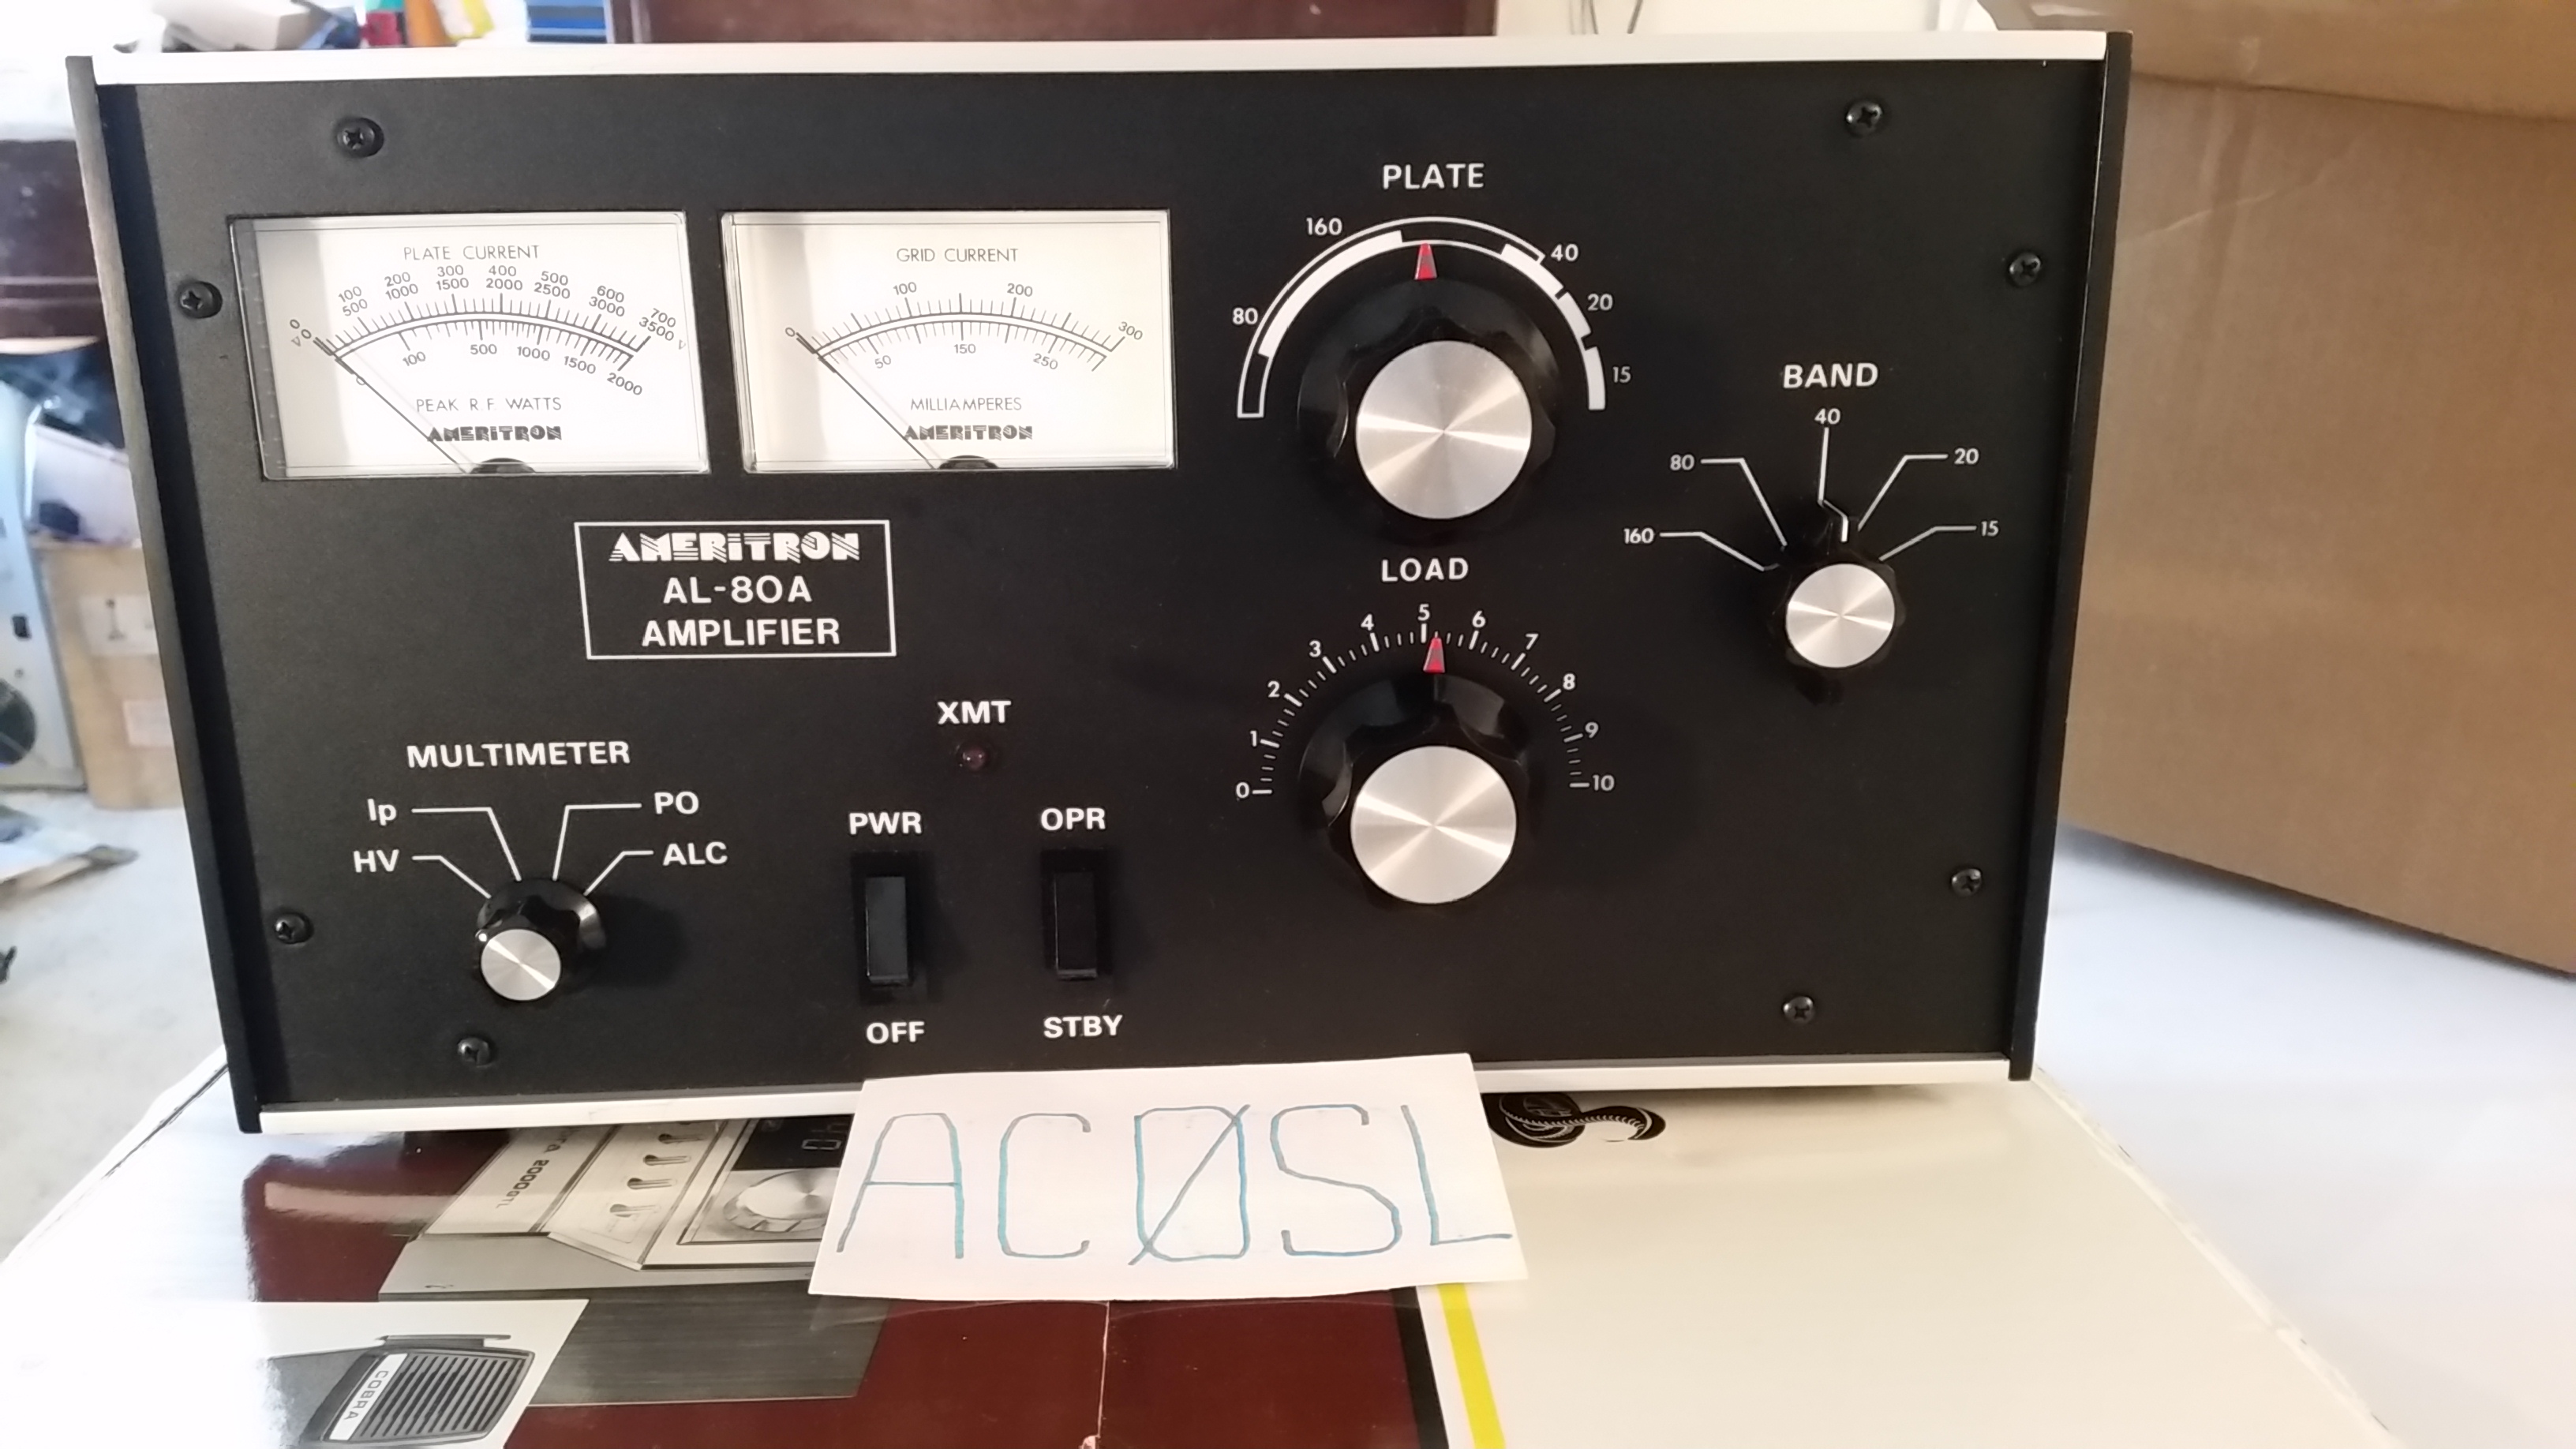 PLATE CURRENT
100 200 300 400 500 600 700
0 500 1000 1500 2000 2500 3000 3500 V
V 0
0 100 500 1000 1500 2000
PEAK R.F. WATTS
AMERITRON
GRID CURRENT
0 100 200 300
50 150 250
MILLIAMPERES
AMERITRON
PLATE
160
80
40
20
15
BAND
160
80
40
20
15
AMERITRON
AL-80A
AMPLIFIER
LOAD
0 1 2 3 4 5 6 7 8 9 10
MULTIMETER
HV
Ip
PO
ALC
XMT
PWR
OFF
OPR
STBY
ACØSL
2000GTL
COBRA